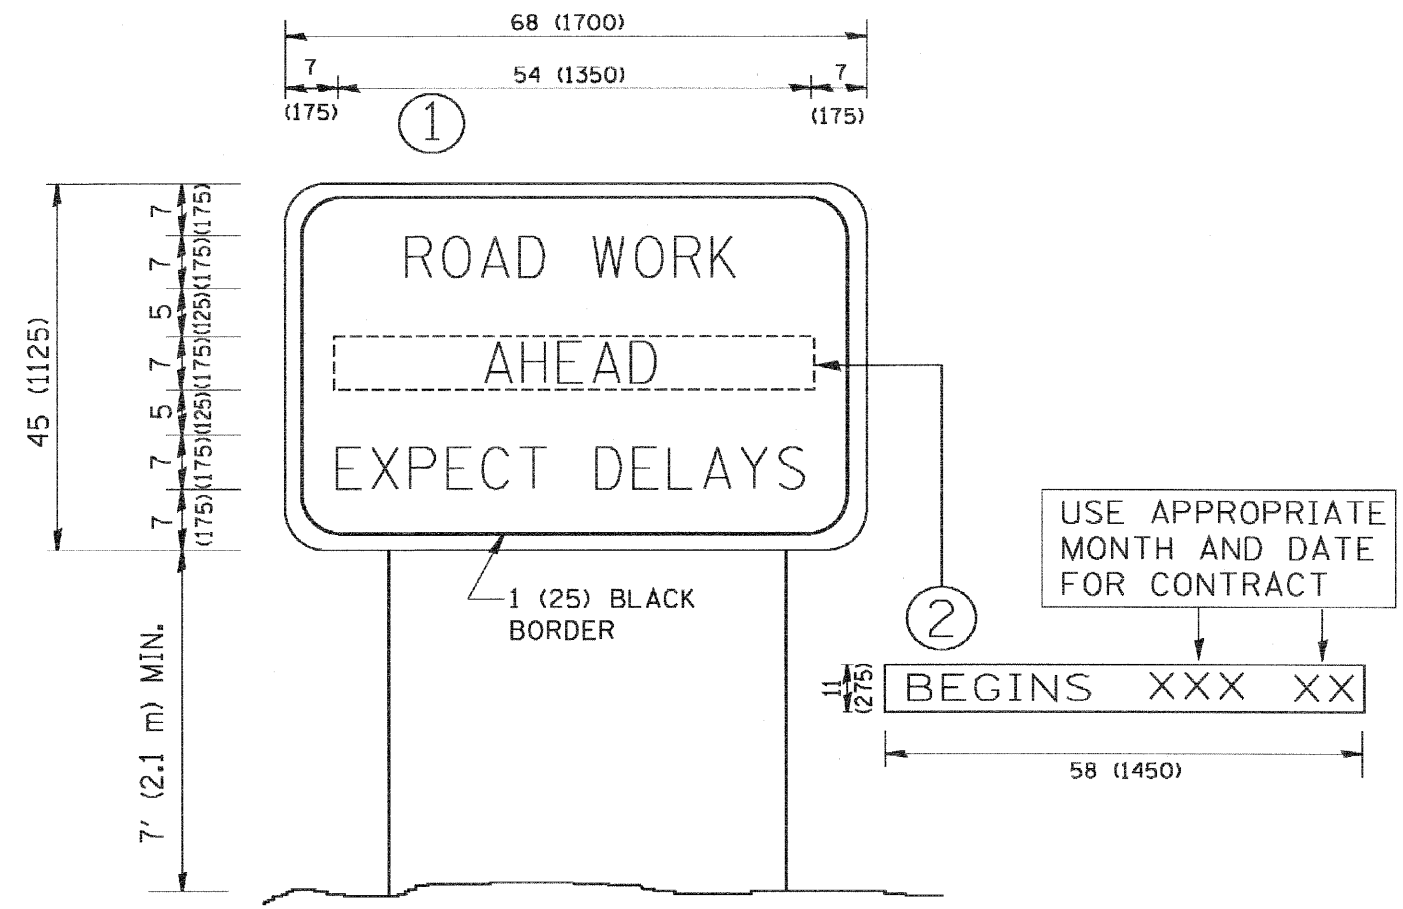 68 (1700)
7
54 (1350)
7
(175)
(175)
1
45 (1125)
7 (175)
7 (175)
5 (125)
7 (175)
5 (125)
7 (175)
7 (175)
ROAD WORK
AHEAD
EXPECT DELAYS
1 (25) BLACK
BORDER
7' (2.1 m) MIN.
USE APPROPRIATE
MONTH AND DATE
FOR CONTRACT
2
11
(275)
BEGINS XXX XX
58 (1450)